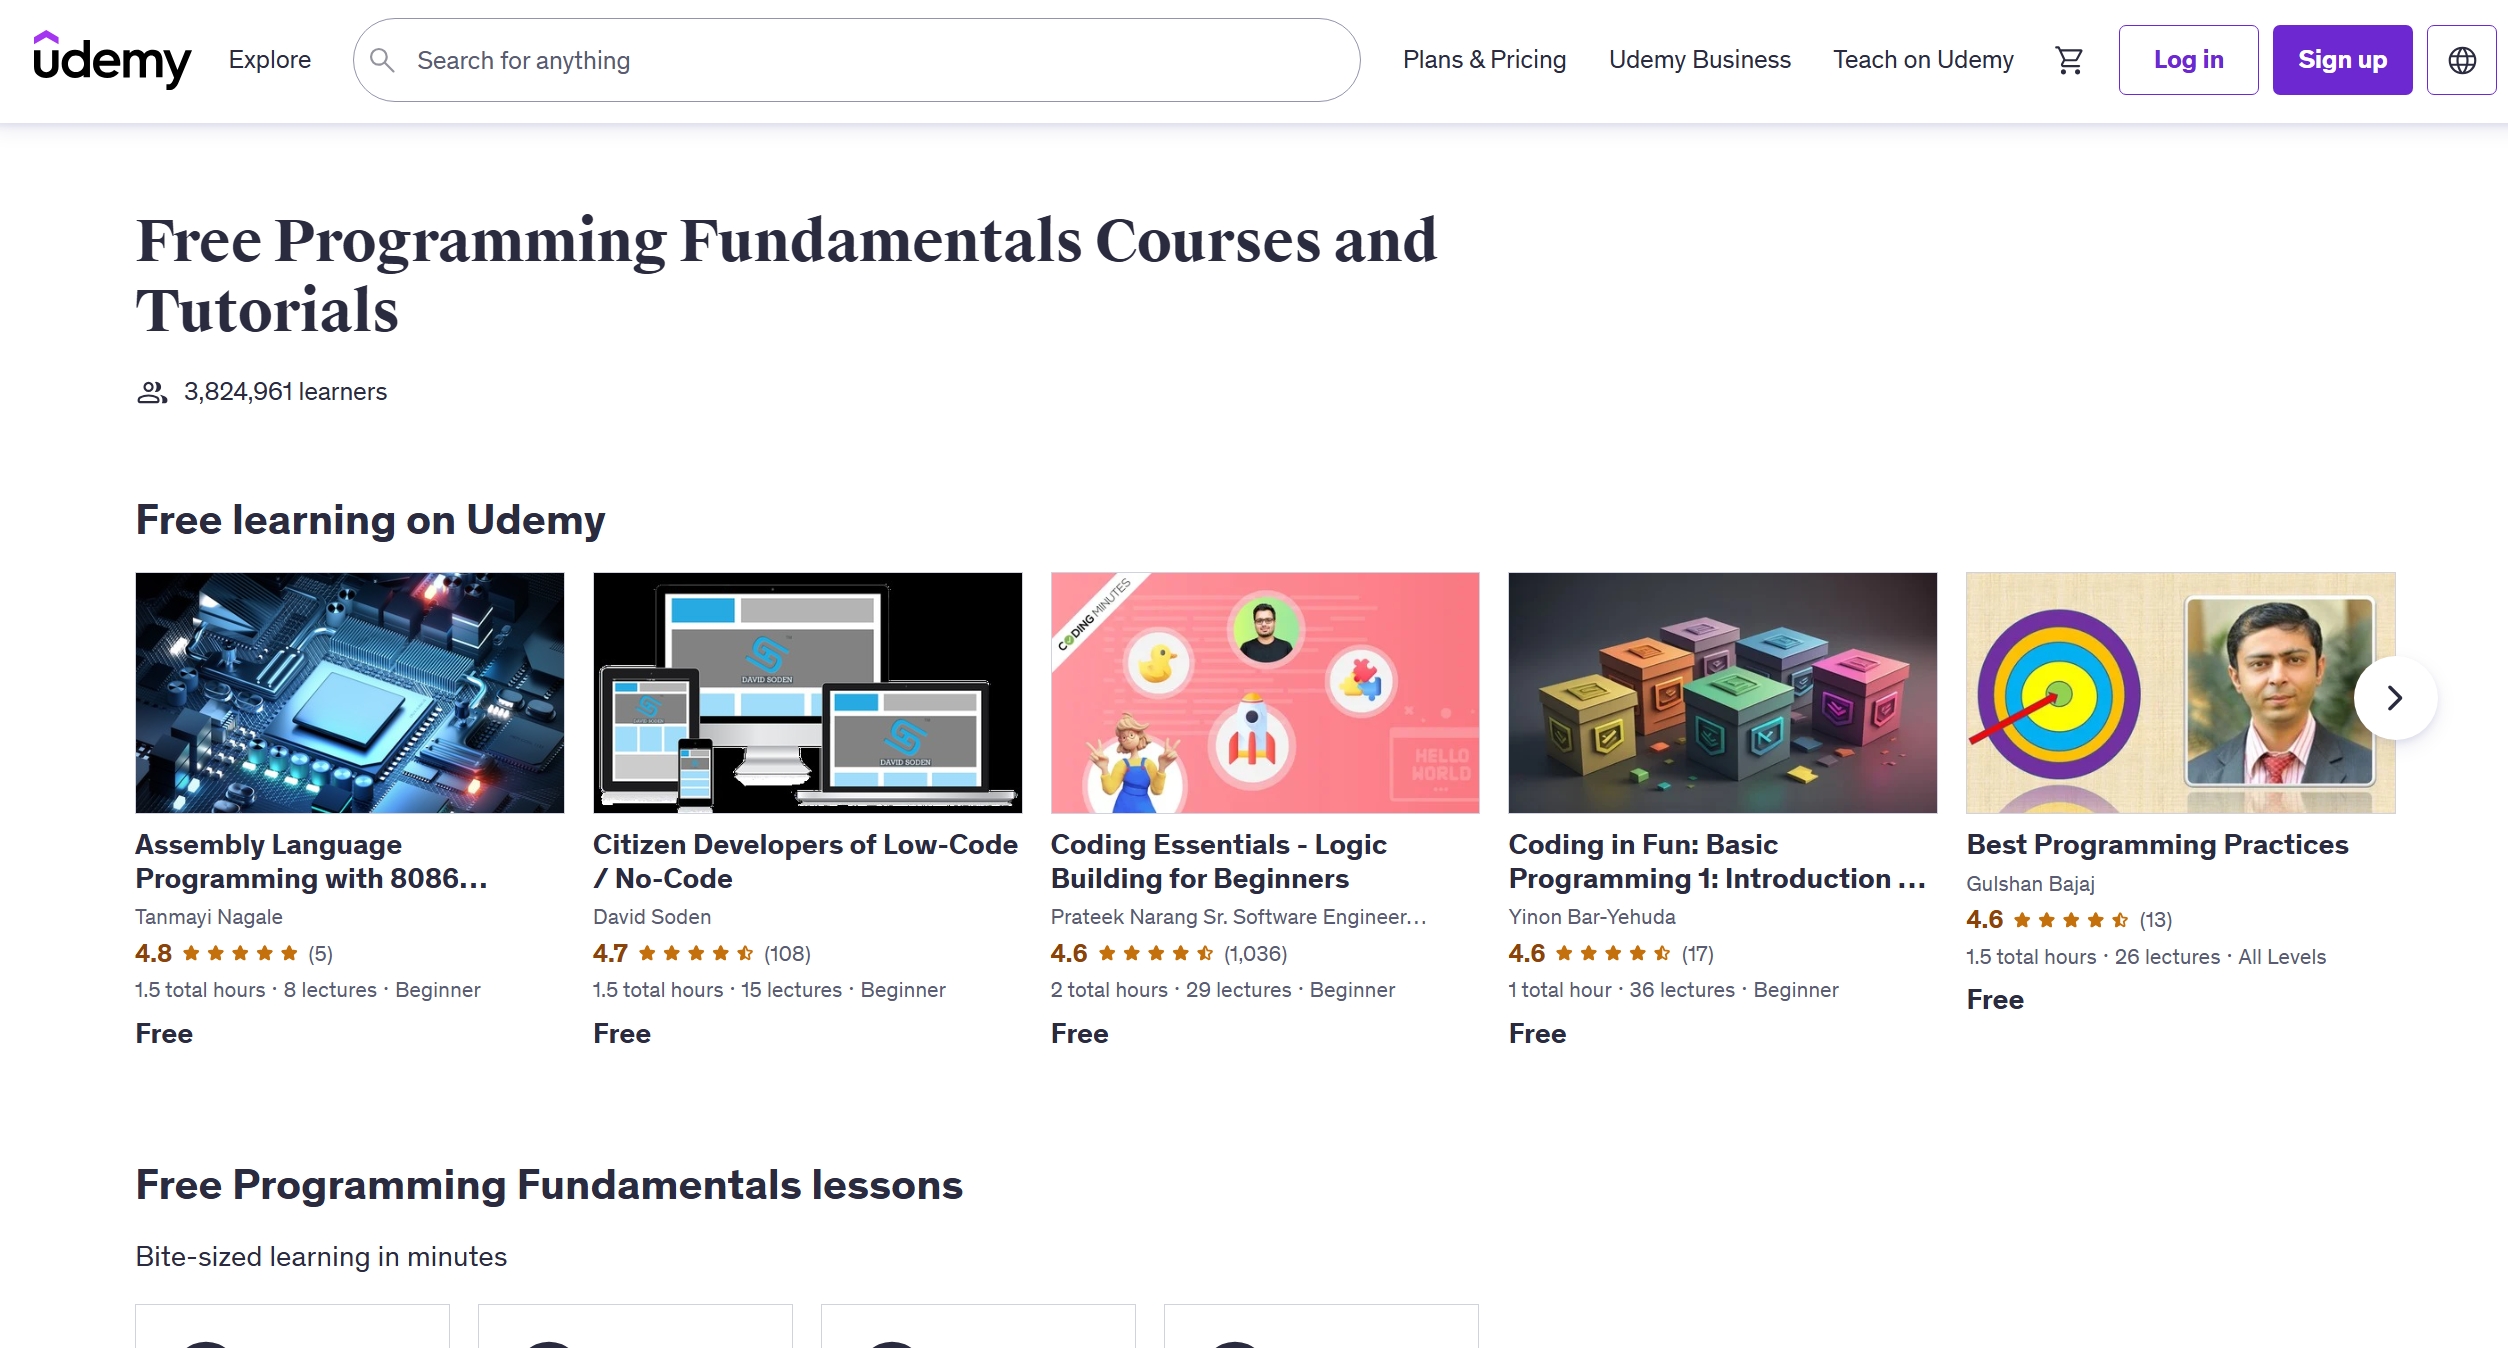 udemy
Explore
Search for anything
Plans & Pricing
Udemy Business
Teach on Udemy
Log in
Sign up
Free Programming Fundamentals Courses and
Tutorials
3,824,961 learners
Free learning on Udemy
DAVID SODEN
DAVID SODEN
CODING MINUTES
HELLO
WORLD
Assembly Language
Programming with 8086...
Tanmayi Nagale
4.8 (5)
1.5 total hours · 8 lectures · Beginner
Free
Citizen Developers of Low-Code
/ No-Code
David Soden
4.7 (108)
1.5 total hours · 15 lectures · Beginner
Free
Coding Essentials - Logic
Building for Beginners
Prateek Narang Sr. Software Engineer...
4.6 (1,036)
2 total hours · 29 lectures · Beginner
Free
Coding in Fun: Basic
Programming 1: Introduction ...
Yinon Bar-Yehuda
4.6 (17)
1 total hour · 36 lectures · Beginner
Free
Best Programming Practices
Gulshan Bajaj
4.6 (13)
1.5 total hours · 26 lectures · All Levels
Free
Free Programming Fundamentals lessons
Bite-sized learning in minutes